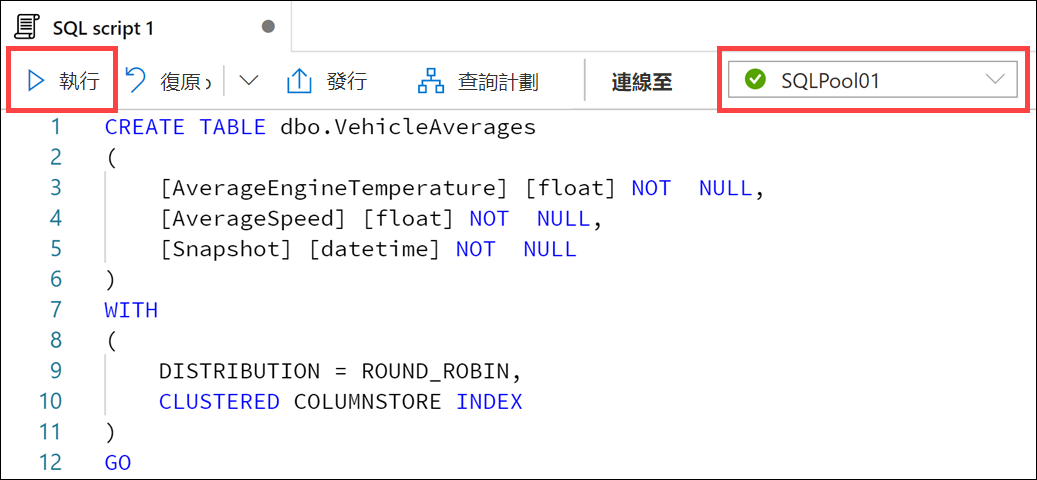 SQL script 1
執行 復原 發行 查詢計劃 連線至 SQLPool01
1 CREATE TABLE dbo.VehicleAverages
2 (
3 [AverageEngineTemperature] [float] NOT  NULL,
4 [AverageSpeed] [float] NOT  NULL,
5 [Snapshot] [datetime] NOT  NULL
6 )
7 WITH
8 (
9 DISTRIBUTION = ROUND_ROBIN,
10 CLUSTERED COLUMNSTORE INDEX
11 )
12 GO